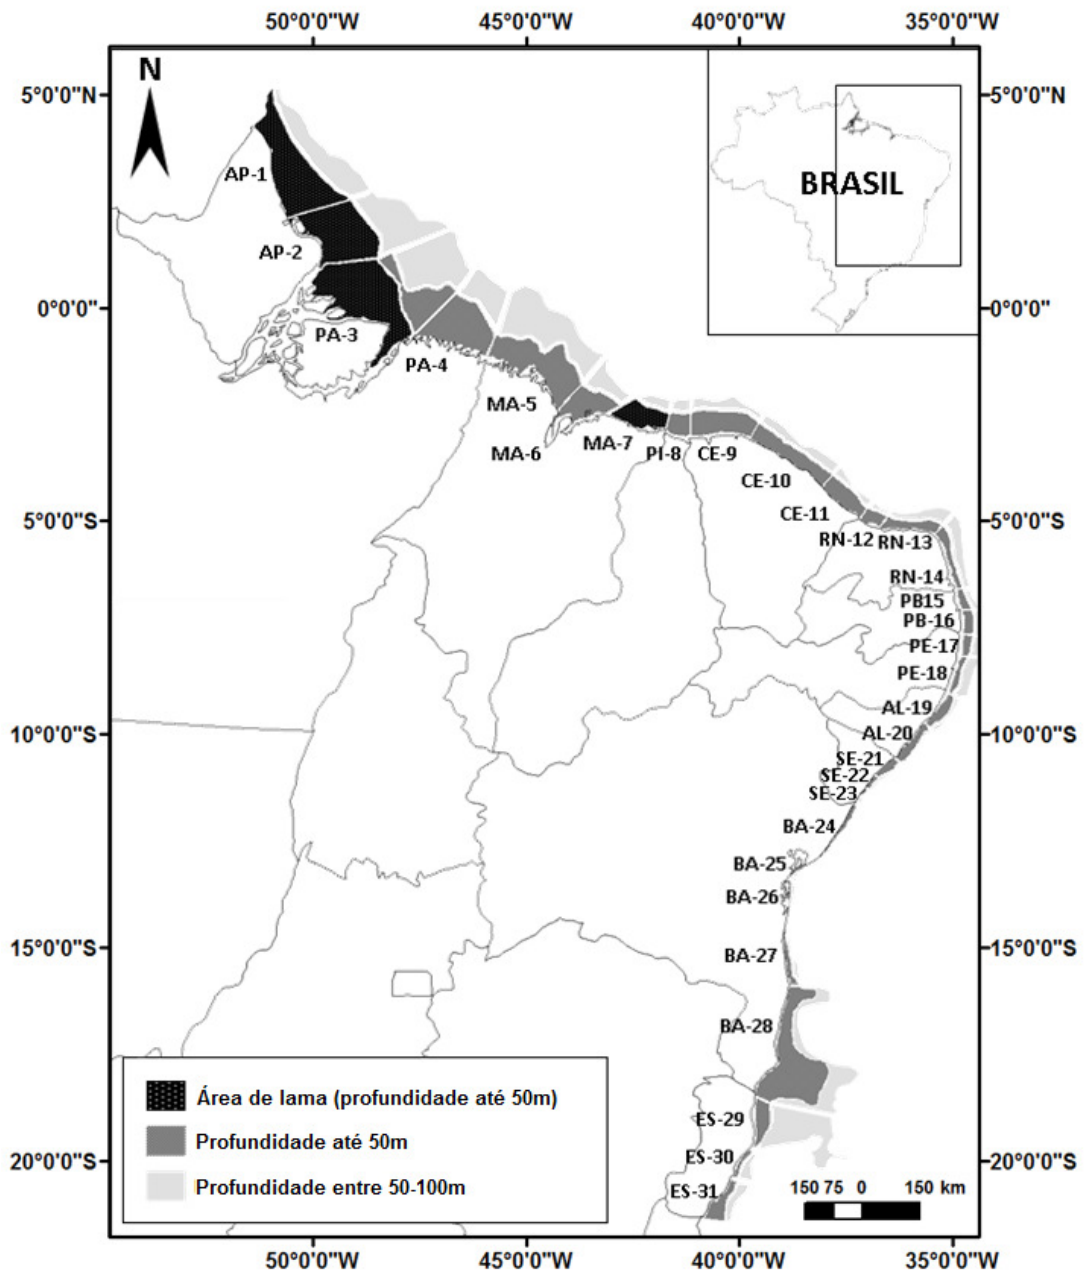 50°0'0"W 45°0'0"W 40°0'0"W 35°0'0"W
N
5°0'0"N
5°0'0"N
BRASIL
AP-1
AP-2
0°0'0"
0°0'0"
PA-3
PA-4
MA-5
MA-6
MA-7
PI-8
CE-9
CE-10
CE-11
5°0'0"S
5°0'0"S
RN-12
RN-13
RN-14
PB15
PB-16
PE-17
PE-18
AL-19
AL-20
10°0'0"S
10°0'0"S
SE-21
SE-22
SE-23
BA-24
BA-25
BA-26
15°0'0"S
15°0'0"S
BA-27
BA-28
Área de lama (profundidade até 50m)
Profundidade até 50m
Profundidade entre 50-100m
ES-29
ES-30
ES-31
20°0'0"S
20°0'0"S
150 75 0 150 km
50°0'0"W 45°0'0"W 40°0'0"W 35°0'0"W